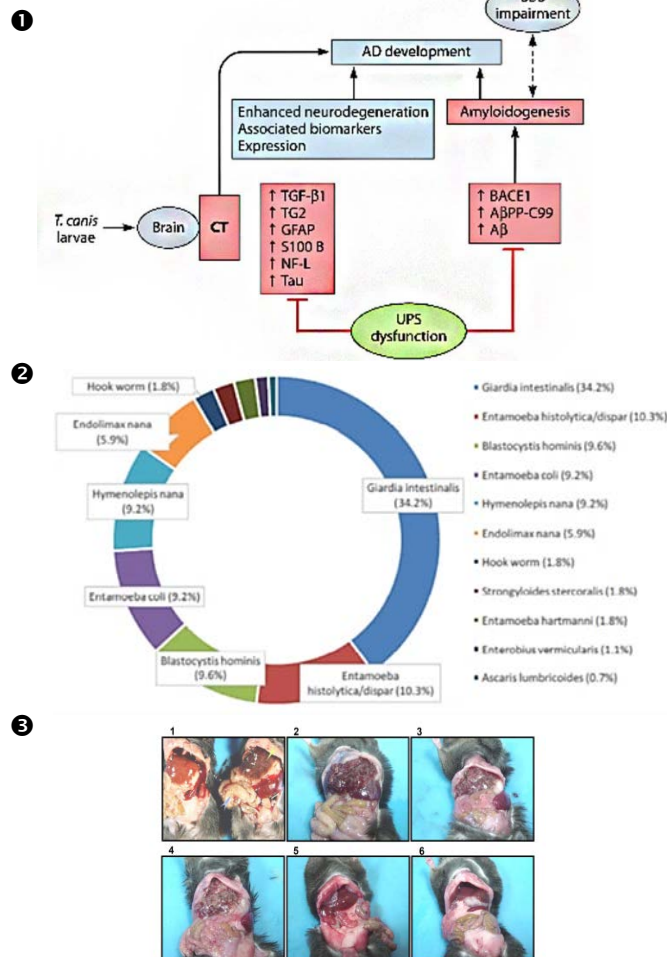 ❶
impairment
AD development
Enhanced neurodegeneration
Associated biomarkers
Expression
Amyloidogenesis
T. canis
larvae
Brain
CT
↑ TGF-β1
↑ TG2
↑ GFAP
↑ S100 B
↑ NF-L
↑ Tau
↑ BACE1
↑ AβPP-C99
↑ Aβ
UPS
dysfunction
❷
Hook worm (1.8%)
Endolimax nana
(5.9%)
Hymenolepis nana
(9.2%)
Entamoeba coli (9.2%)
Blastocystis hominis
(9.6%)
Entamoeba
histolytica/dispar (10.3%)
Giardia intestinalis
(34.2%)
Giardia intestinalis (34.2%)
Entamoeba histolytica/dispar (10.3%)
Blastocystis hominis (9.6%)
Entamoeba coli (9.2%)
Hymenolepis nana (9.2%)
Endolimax nana (5.9%)
Hook worm (1.8%)
Strongyloides stercoralis (1.8%)
Entamoeba hartmanni (1.8%)
Enterobius vermicularis (1.1%)
Ascaris lumbricoides (0.7%)
❸
1 2 3
4 5 6